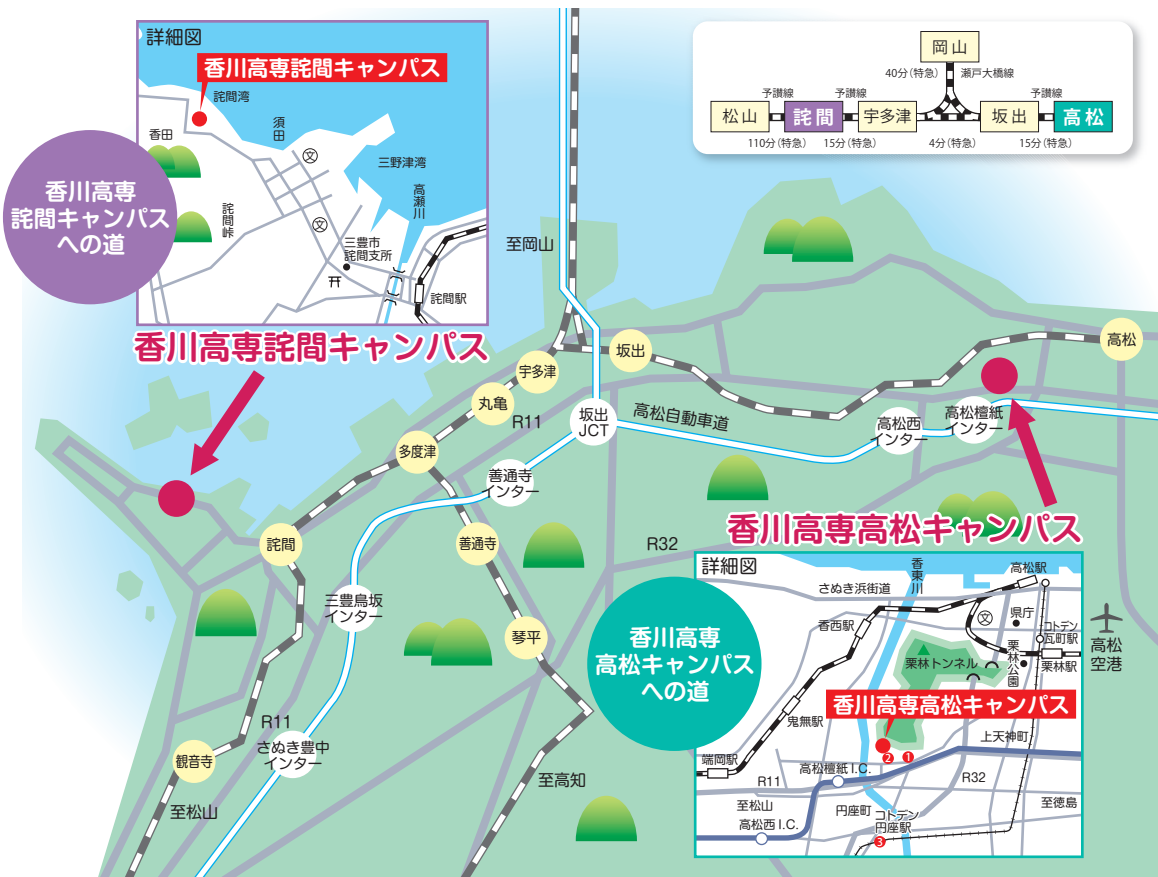 詳細図
香川高専詫間キャンパス
詫間湾
香田
須田
文
三野津湾
高瀬川
詫間峠
文
三豊市
詫間支所
詫間駅
香川高専
詫間キャンパス
への道
香川高専詫間キャンパス
岡山
40分(特急)
瀬戸大橋線
予讃線
予讃線
予讃線
松山
詫間
宇多津
坂出
高松
110分(特急)
15分(特急)
4分(特急)
15分(特急)
至岡山
坂出
高松
宇多津
丸亀
R11
坂出
JCT
高松自動車道
高松西
インター
高松檀紙
インター
多度津
善通寺
インター
詫間
善通寺
R32
香川高専高松キャンパス
三豊鳥坂
インター
琴平
R11
さぬき豊中
インター
観音寺
至松山
至高知
香川高専
高松キャンパス
への道
詳細図
香東川
高松駅
さぬき浜街道
香西駅
文
県庁
コトデン
瓦町駅
栗林公園
栗林駅
栗林トンネル
高松
空港
香川高専高松キャンパス
鬼無駅
上天神町
2
1
端岡駅
高松檀紙I.C.
R11
R32
至松山
円座町
コトデン
円座駅
至徳島
高松西I.C.
3